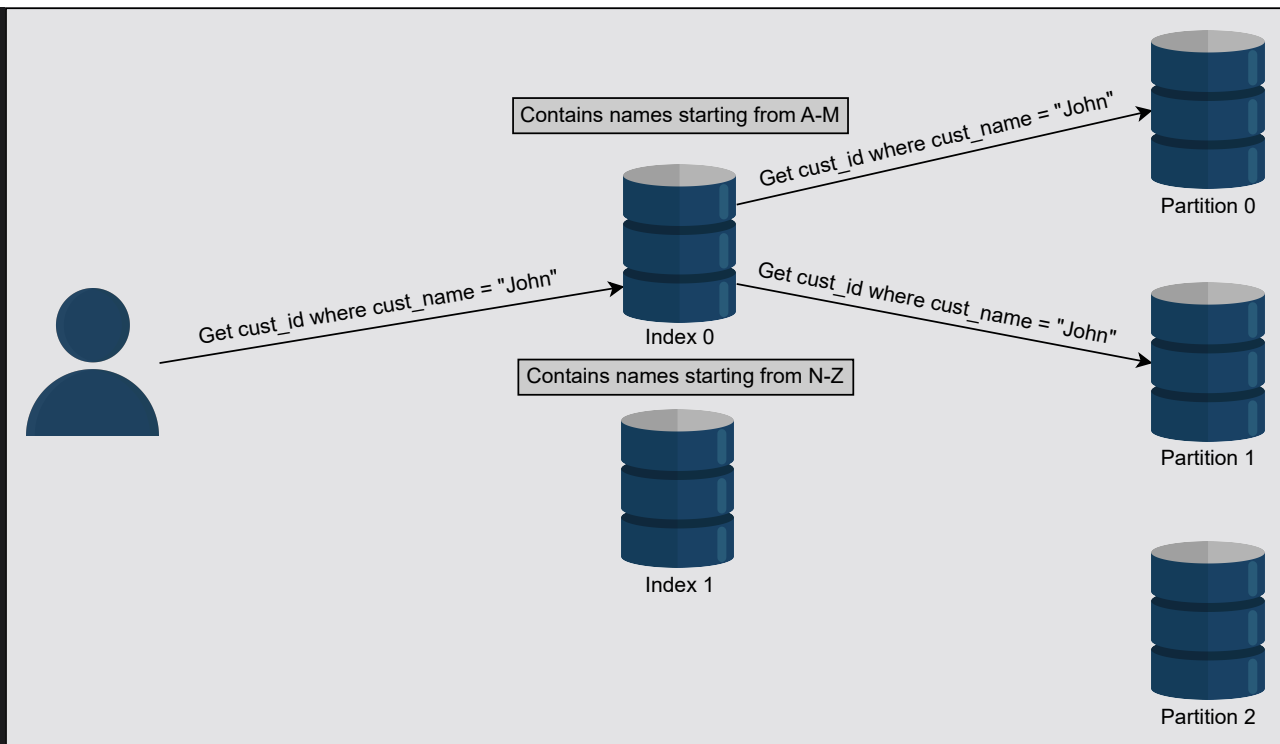 Contains names starting from A-M
Get cust_id where cust_name = "John"
Partition 0
Get cust_id where cust_name = "John"
Index 0
Get cust_id where cust_name = "John"
Contains names starting from N-Z
Partition 1
Index 1
Partition 2